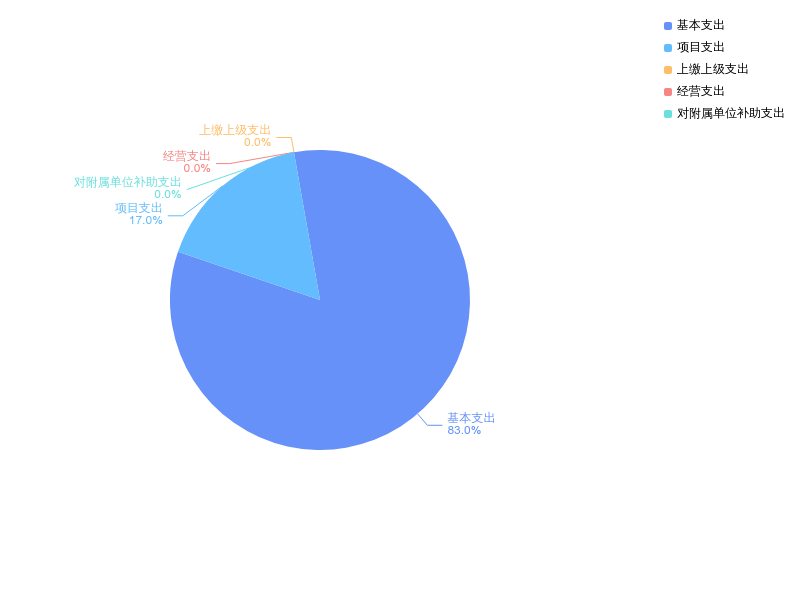 基本支出
项目支出
上缴上级支出
经营支出
对附属单位补助支出
上缴上级支出
0.0%
经营支出
0.0%
对附属单位补助支出
0.0%
项目支出
17.0%
基本支出
83.0%